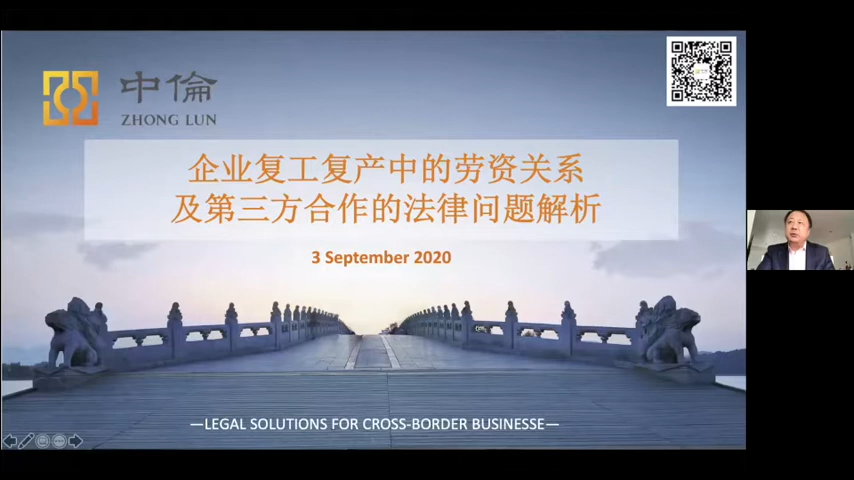 中倫
ZHONG LUN
企业复工复产中的劳资关系
及第三方合作的法律问题解析
3 September 2020
—LEGAL SOLUTIONS FOR CROSS-BORDER BUSINESSE—